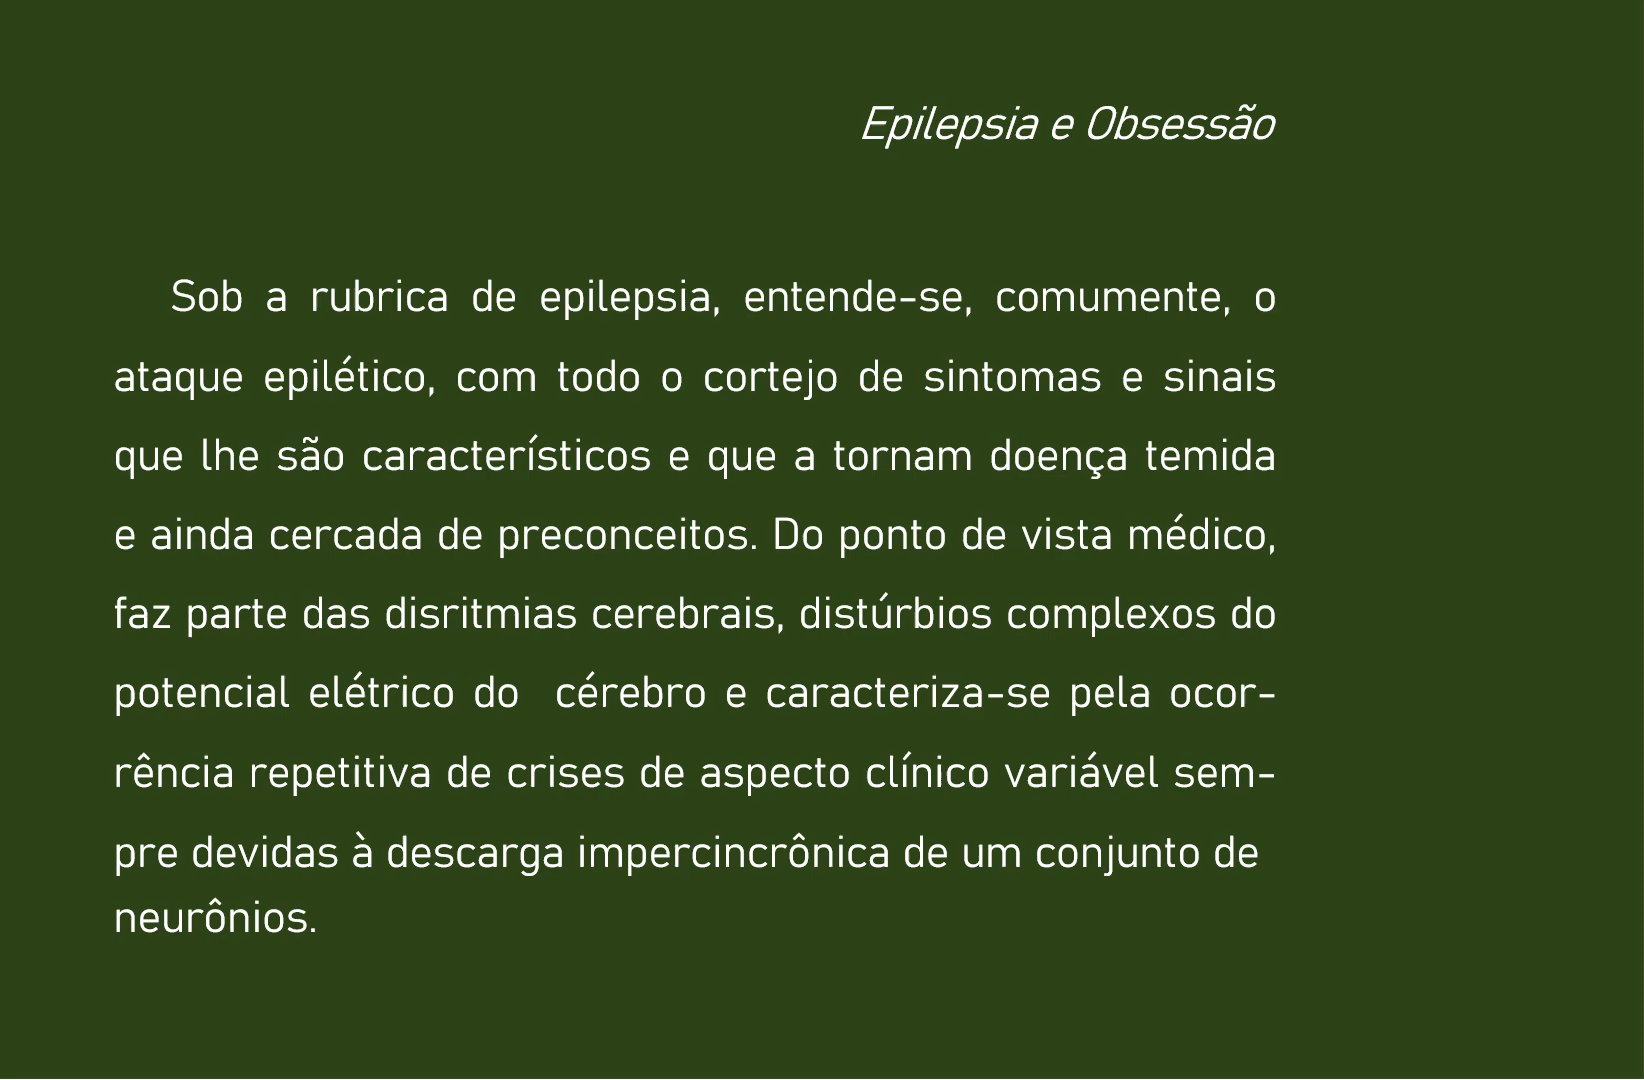 Epilepsia e Obsessão
Sob a rubrica de epilepsia, entende-se, comumente, o
ataque epilético, com todo o cortejo de sintomas e sinais
que lhe são característicos e que a tornam doença temida
e ainda cercada de preconceitos. Do ponto de vista médico,
faz parte das disritmias cerebrais, distúrbios complexos do
potencial elétrico do  cérebro e caracteriza-se pela ocor-
rência repetitiva de crises de aspecto clínico variável sem-
pre devidas à descarga impercincrônica de um conjunto de
neurônios.